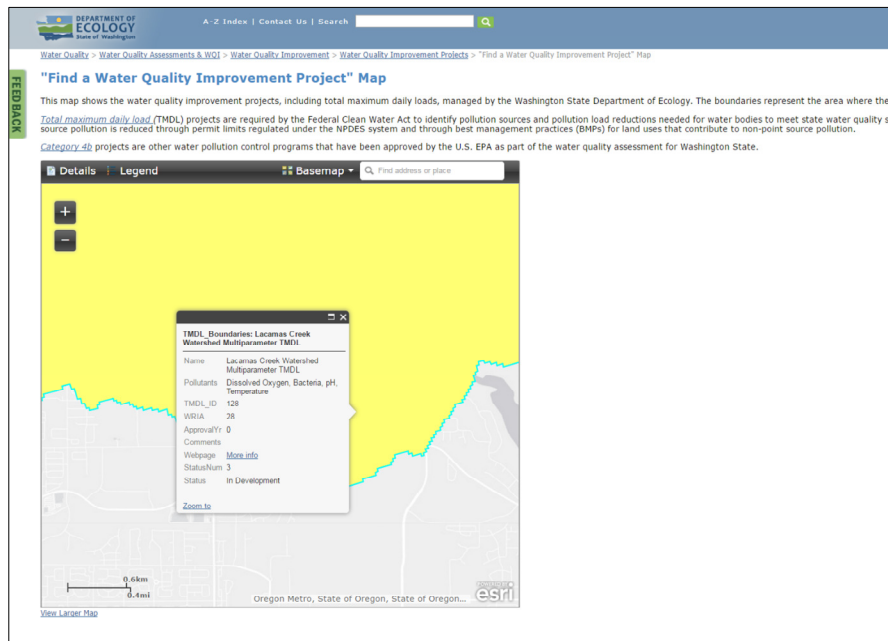 DEPARTMENT OF
ECOLOGY
State of Washington
A-Z Index | Contact Us | Search
Water Quality > Water Quality Assessments & WQI > Water Quality Improvement > Water Quality Improvement Projects > "Find a Water Quality Improvement Project" Map
FEEDBACK
"Find a Water Quality Improvement Project" Map
This map shows the water quality improvement projects, including total maximum daily loads, managed by the Washington State Department of Ecology. The boundaries represent the area where the
Total maximum daily load (TMDL) projects are required by the Federal Clean Water Act to identify pollution sources and pollution load reductions needed for water bodies to meet state water quality s
source pollution is reduced through permit limits regulated under the NPDES system and through best management practices (BMPs) for land uses that contribute to non-point source pollution.
Category 4b projects are other water pollution control programs that have been approved by the U.S. EPA as part of the water quality assessment for Washington State.
Details Legend Basemap Find address or place
+
−
TMDL_Boundaries: Lacamas Creek
Watershed Multiparameter TMDL
Name Lacamas Creek Watershed
Multiparameter TMDL
Pollutants Dissolved Oxygen, Bacteria, pH,
Temperature
TMDL_ID 128
WRIA 28
ApprovalYr 0
Comments
Webpage More info
StatusNum 3
Status In Development
Zoom to
0.6km
0.4mi
Oregon Metro, State of Oregon, State of Oregon...
esri
View Larger Map